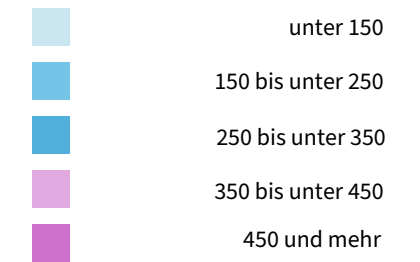 unter 150
150 bis unter 250
250 bis unter 350
350 bis unter 450
450 und mehr